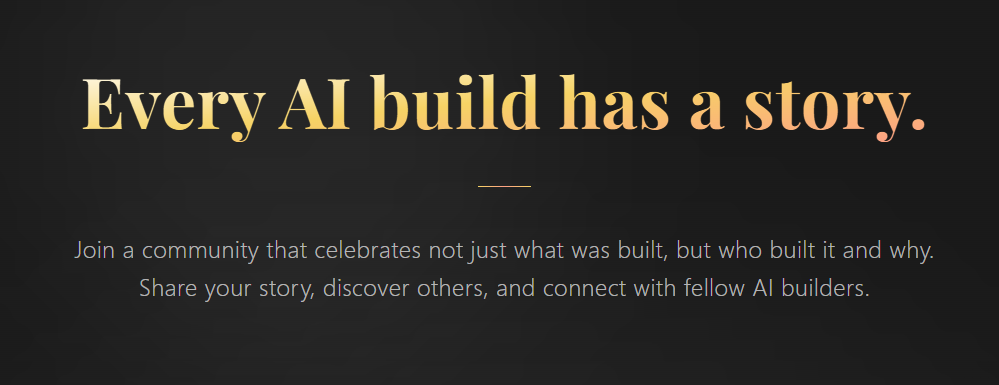 Every AI build has a story.
Join a community that celebrates not just what was built, but who built it and why.
Share your story, discover others, and connect with fellow AI builders.